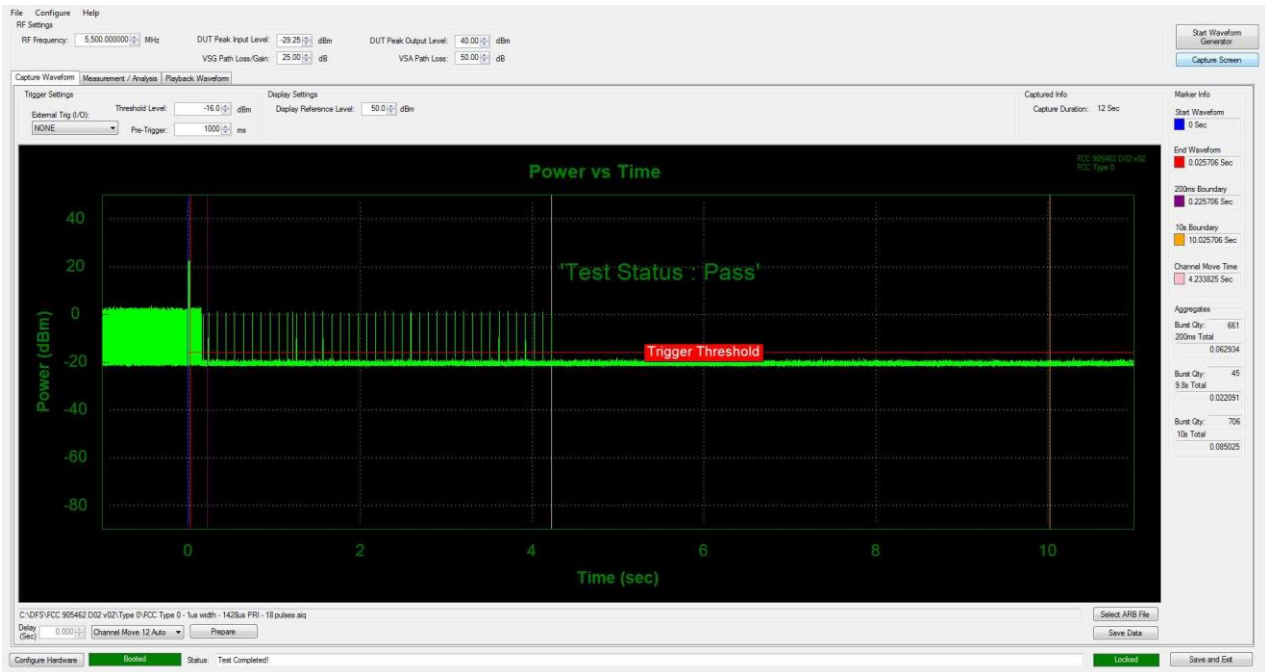 File Configure Help
RF Settings
RF Frequency: 5,500.000000 MHz DUT Peak Input Level: -29.25 dBm DUT Peak Output Level: 40.00 dBm
VSG Path Loss/Gain: 25.00 dB VSA Path Loss: 50.00 dB
Start Waveform
Generator
Capture Screen
Capture Waveform Measurement / Analysis Playback Waveform
Trigger Settings
External Trig (I/O):
NONE
Threshold Level: -16.0 dBm
Pre-Trigger: 1000 ms
Display Settings
Display Reference Level: 50.0 dBm
Captured Info
Capture Duration: 12 Sec
Marker Info
Start Waveform
0 Sec
End Waveform
0.025706 Sec
200ms Boundary
0.225706 Sec
10s Boundary
10.025706 Sec
Channel Move Time
4.233825 Sec
Aggregates
Burst Qty: 661
200ms Total
0.062934
Burst Qty: 45
9.8s Total
0.022091
Burst Qty: 706
10s Total
0.085025
Power vs Time
FCC 905462 D02 v02
FCC Type 0
'Test Status : Pass'
Trigger Threshold
Power (dBm)
40
20
0
-20
-40
-60
-80
0 2 4 6 8 10
Time (sec)
C:\DFS\FCC 905462 D02 v02\Type 0\FCC Type 0 - 1us width - 1428us PRI - 18 pulses.aiq
Select ARB File
Delay
(Sec) 0.000 Channel Move 12 Auto Prepare
Save Data
Configure Hardware Booted Status: Test Completed! Locked Save and Exit